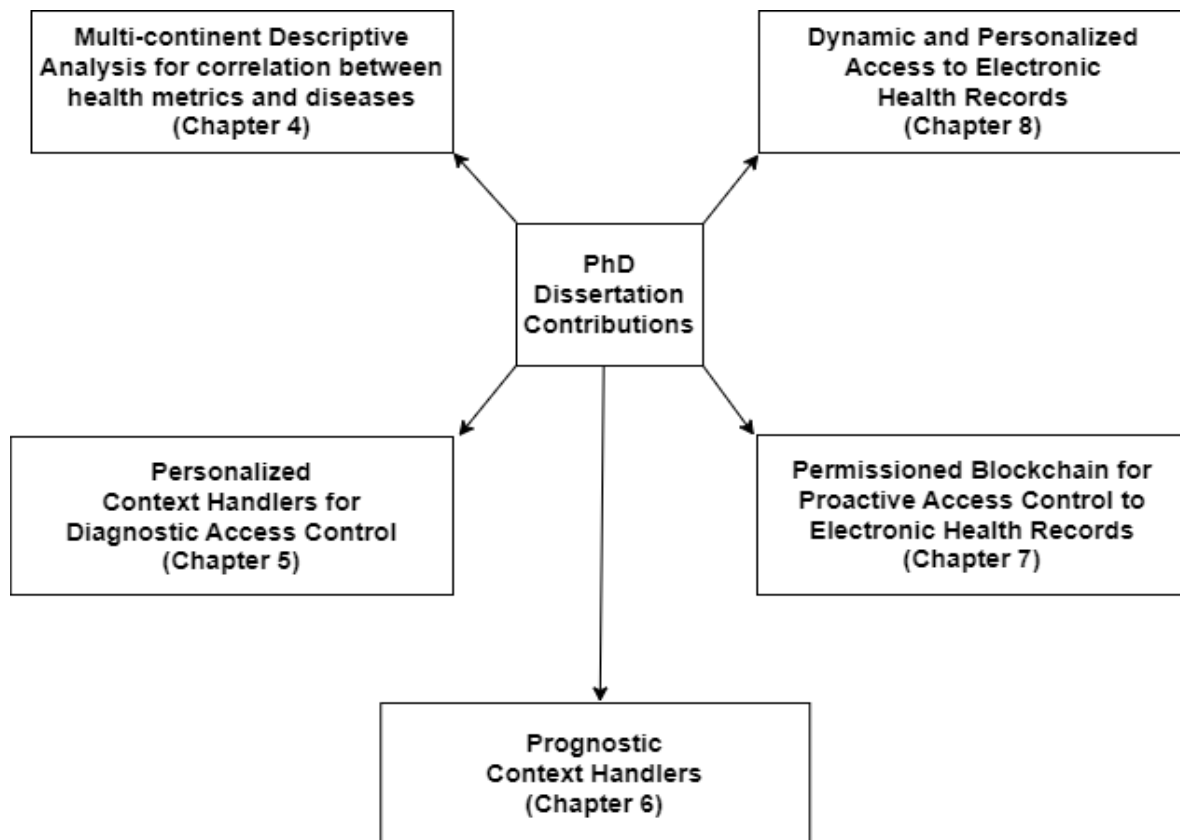 Multi-continent Descriptive
Analysis for correlation between
health metrics and diseases
(Chapter 4)
Dynamic and Personalized
Access to Electronic
Health Records
(Chapter 8)
PhD
Dissertation
Contributions
Personalized
Context Handlers for
Diagnostic Access Control
(Chapter 5)
Permissioned Blockchain for
Proactive Access Control to
Electronic Health Records
(Chapter 7)
Prognostic
Context Handlers
(Chapter 6)